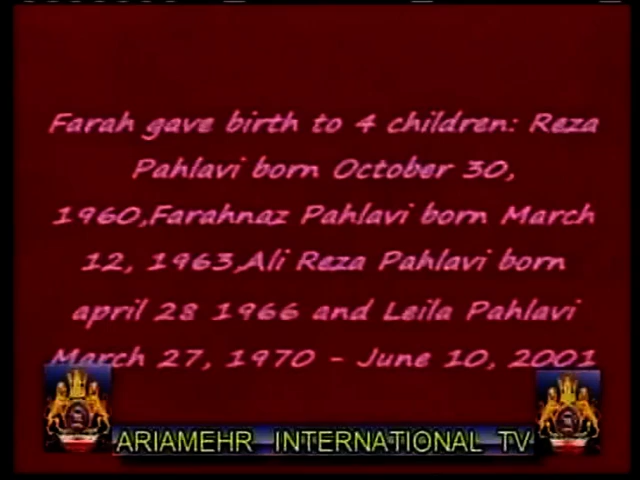 Farah gave birth to 4 children: Reza
Pahlavi born October 30,
1960,Farahnaz Pahlavi born March
12, 1963,Ali Reza Pahlavi born
april 28 1966 and Leila Pahlavi
March 27, 1970 - June 10, 2001
ARIAMEHR INTERNATIONAL TV